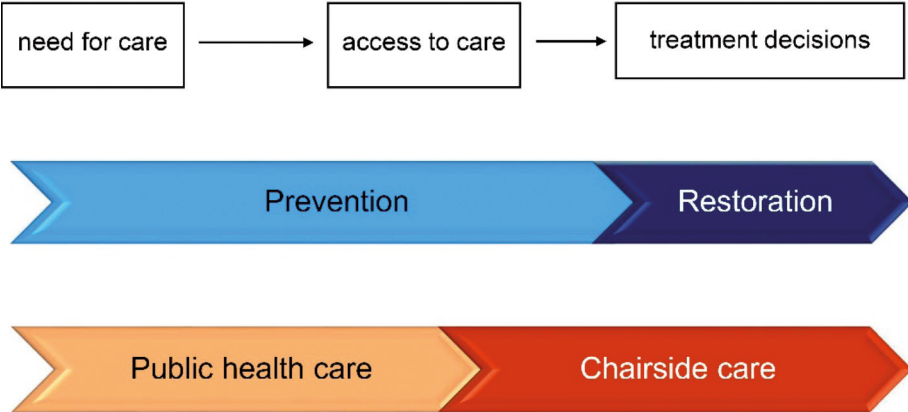 need for care
access to care
treatment decisions
Prevention
Restoration
Public health care
Chairside care